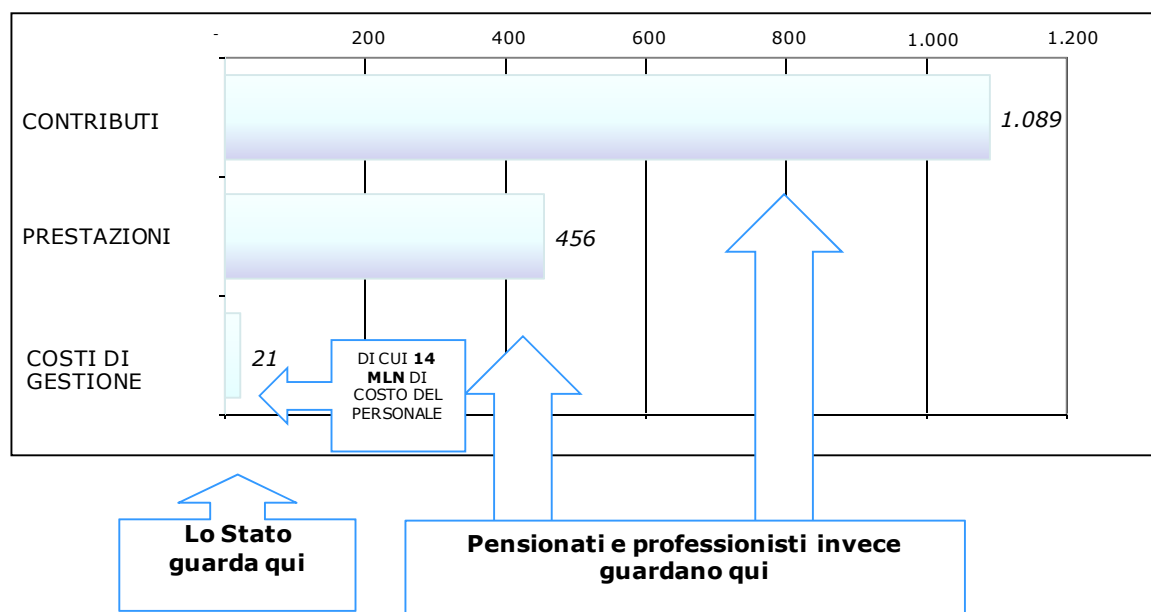 - 200 400 600 800 1.000 1.200
CONTRIBUTI
1.089
PRESTAZIONI
456
COSTI DI
GESTIONE
21
DI CUI 14
MLN DI
COSTO DEL
PERSONALE
Lo Stato
guarda qui
Pensionati e professionisti invece
guardano qui